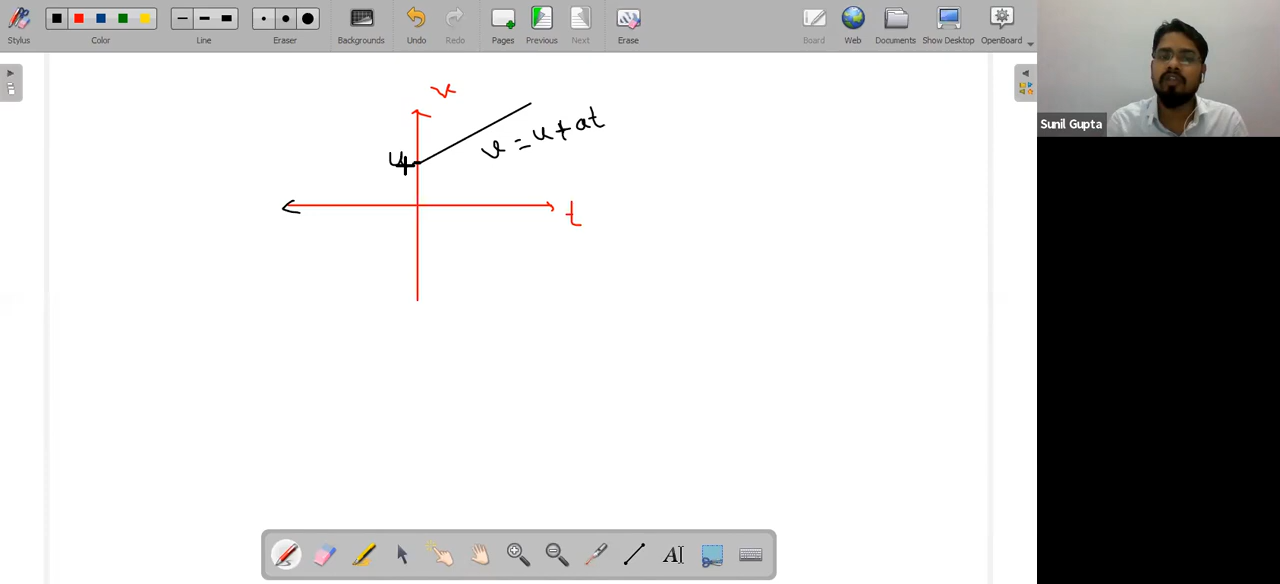 Stylus Color Line Eraser Backgrounds Undo Redo Pages Previous Next Erase Board Web Documents Show Desktop OpenBoard
v
u
v = u + at
t
Sunil Gupta
AI